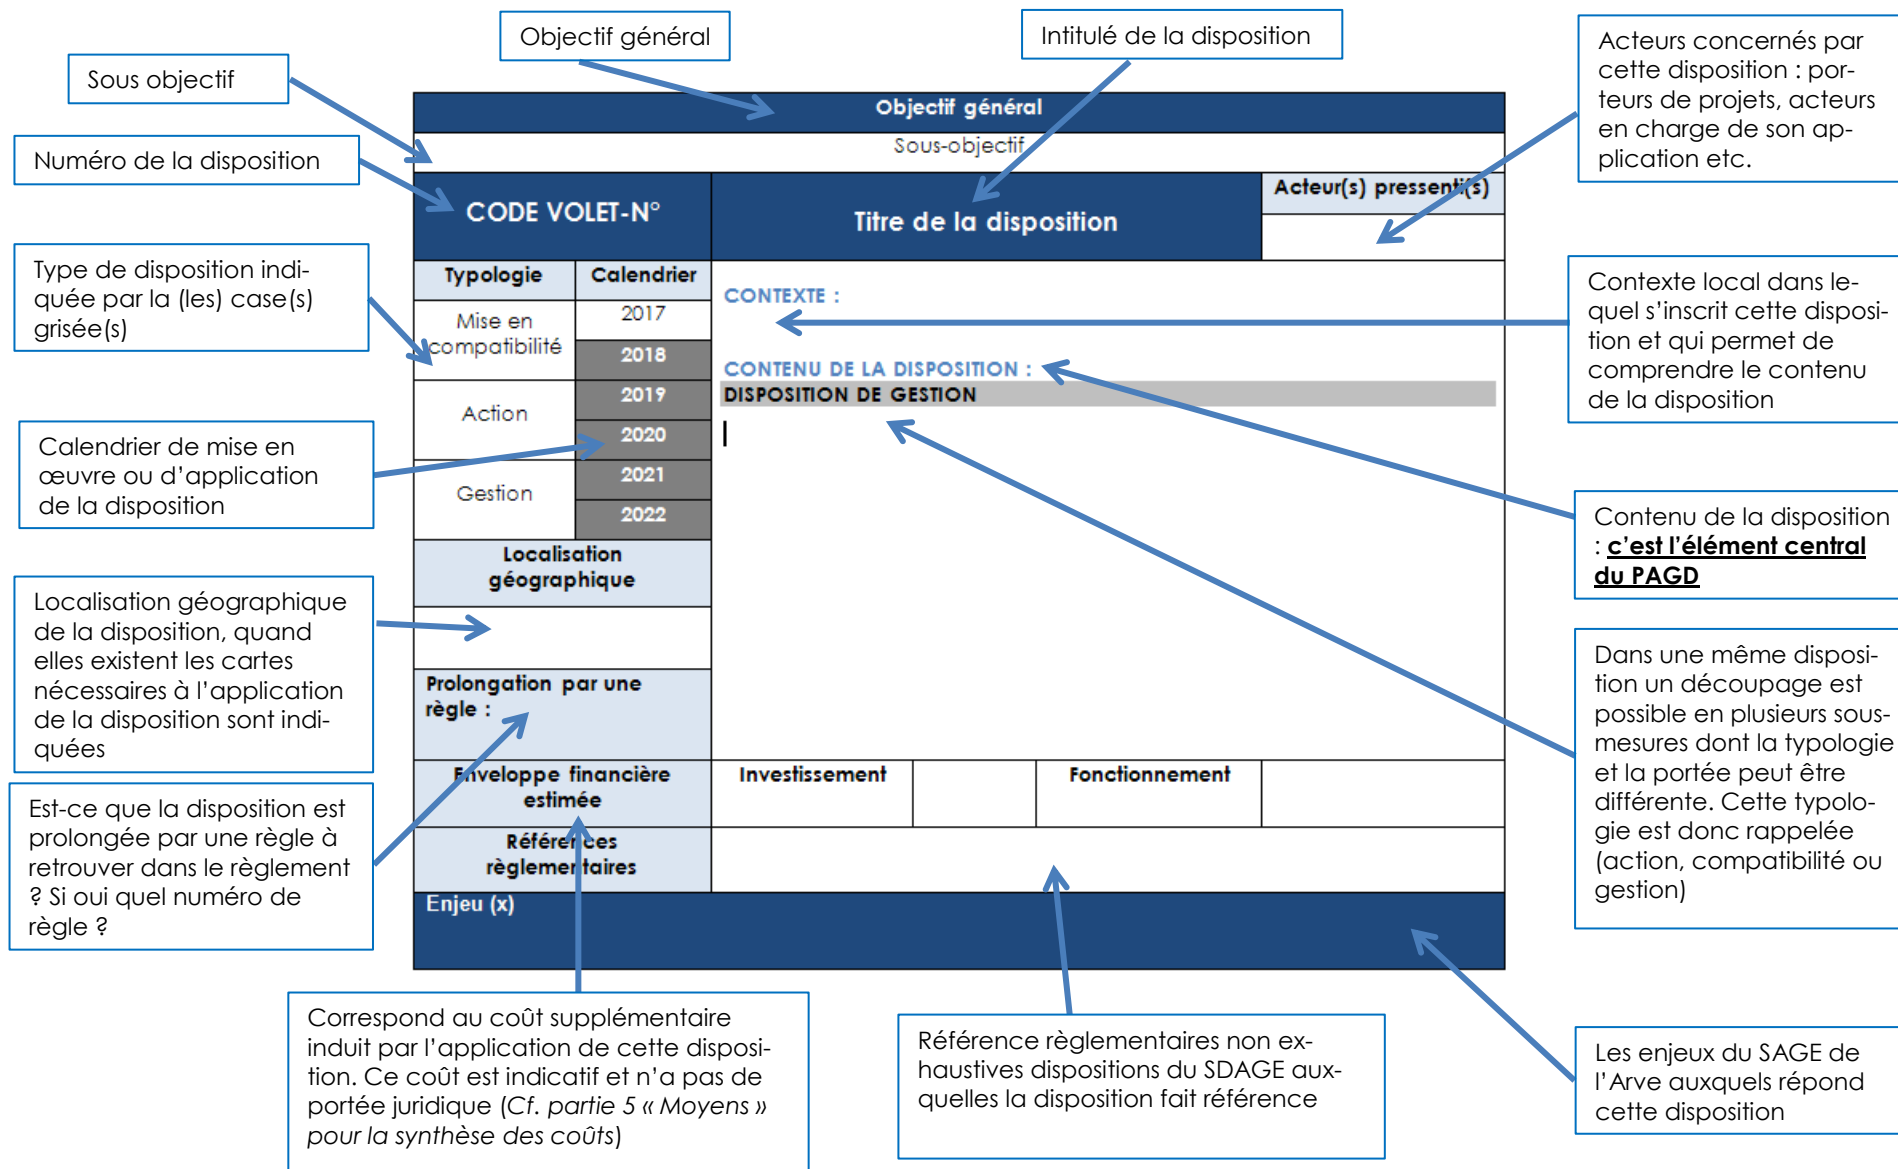 Objectif général
Intitulé de la disposition
Acteurs concernés par
cette disposition : por-
teurs de projets, acteurs
en charge de son ap-
plication etc.
Sous objectif
Numéro de la disposition
Type de disposition indi-
quée par la (les) case(s)
grisée(s)
Calendrier de mise en
œuvre ou d'application
de la disposition
Localisation géographique
de la disposition, quand
elles existent les cartes
nécessaires à l'application
de la disposition sont indi-
quées
Est-ce que la disposition est
prolongée par une règle à
retrouver dans le règlement
? Si oui quel numéro de
règle ?
Objectif général
Sous-objectif
CODE VOLET-N°
Titre de la disposition
Acteur(s) pressenti(s)
Typologie
Calendrier
Mise en
compatibilité
Action
Gestion
2017
2018
2019
2020
2021
2022
CONTEXTE :
CONTENU DE LA DISPOSITION :
DISPOSITION DE GESTION
Localisation
géographique
Prolongation par une
règle :
Enveloppe financière
estimée
Investissement
Fonctionnement
Références
règlementaires
Enjeu (x)
Contexte local dans le-
quel s'inscrit cette disposi-
tion et qui permet de
comprendre le contenu
de la disposition
Contenu de la disposition
: c'est l'élément central
du PAGD
Dans une même disposi-
tion un découpage est
possible en plusieurs sous-
mesures dont la typologie
et la portée peut être
différente. Cette typolo-
gie est donc rappelée
(action, compatibilité ou
gestion)
Correspond au coût supplémentaire
induit par l'application de cette disposi-
tion. Ce coût est indicatif et n'a pas de
portée juridique (Cf. partie 5 « Moyens »
pour la synthèse des coûts)
Référence règlementaires non ex-
haustives dispositions du SDAGE aux-
quelles la disposition fait référence
Les enjeux du SAGE de
l'Arve auxquels répond
cette disposition